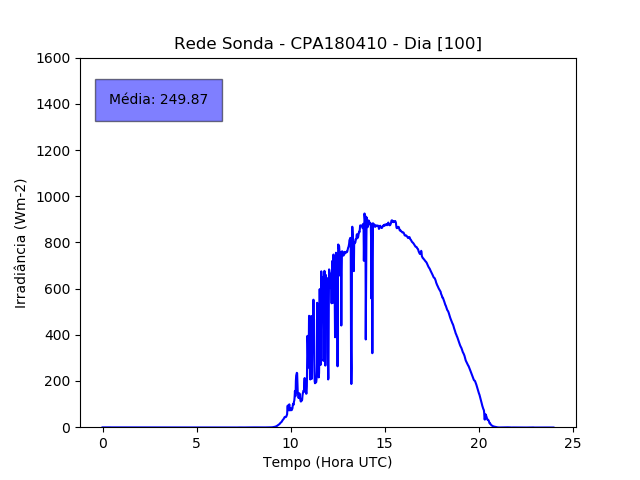 Rede Sonda - CPA180410 - Dia [100]
1600
1400
1200
1000
800
600
400
200
0
Média: 249.87
Irradiância (Wm-2)
0 5 10 15 20 25
Tempo (Hora UTC)